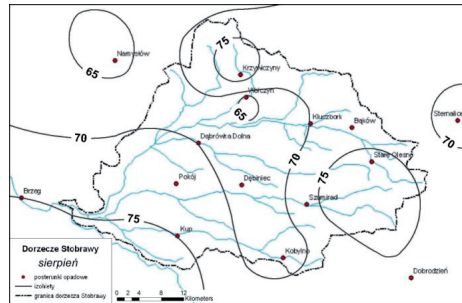 75
Namysłów
Krzywiczyny
65
Wołczyn
65
Kluczbork
Bąków
Sternalice
70
Dąbrówka Dolna
70
70
Stare Olesno
75
Pokój
Dębiniec
Brzeg
Szumirad
75
Kup
Kobylno
Dobrodzień
Dorzecze Stobrawy
sierpień
posterunki opadowe
izohiety
granica dorzecza Stobrawy
0 2 4 8 12
Kilometers